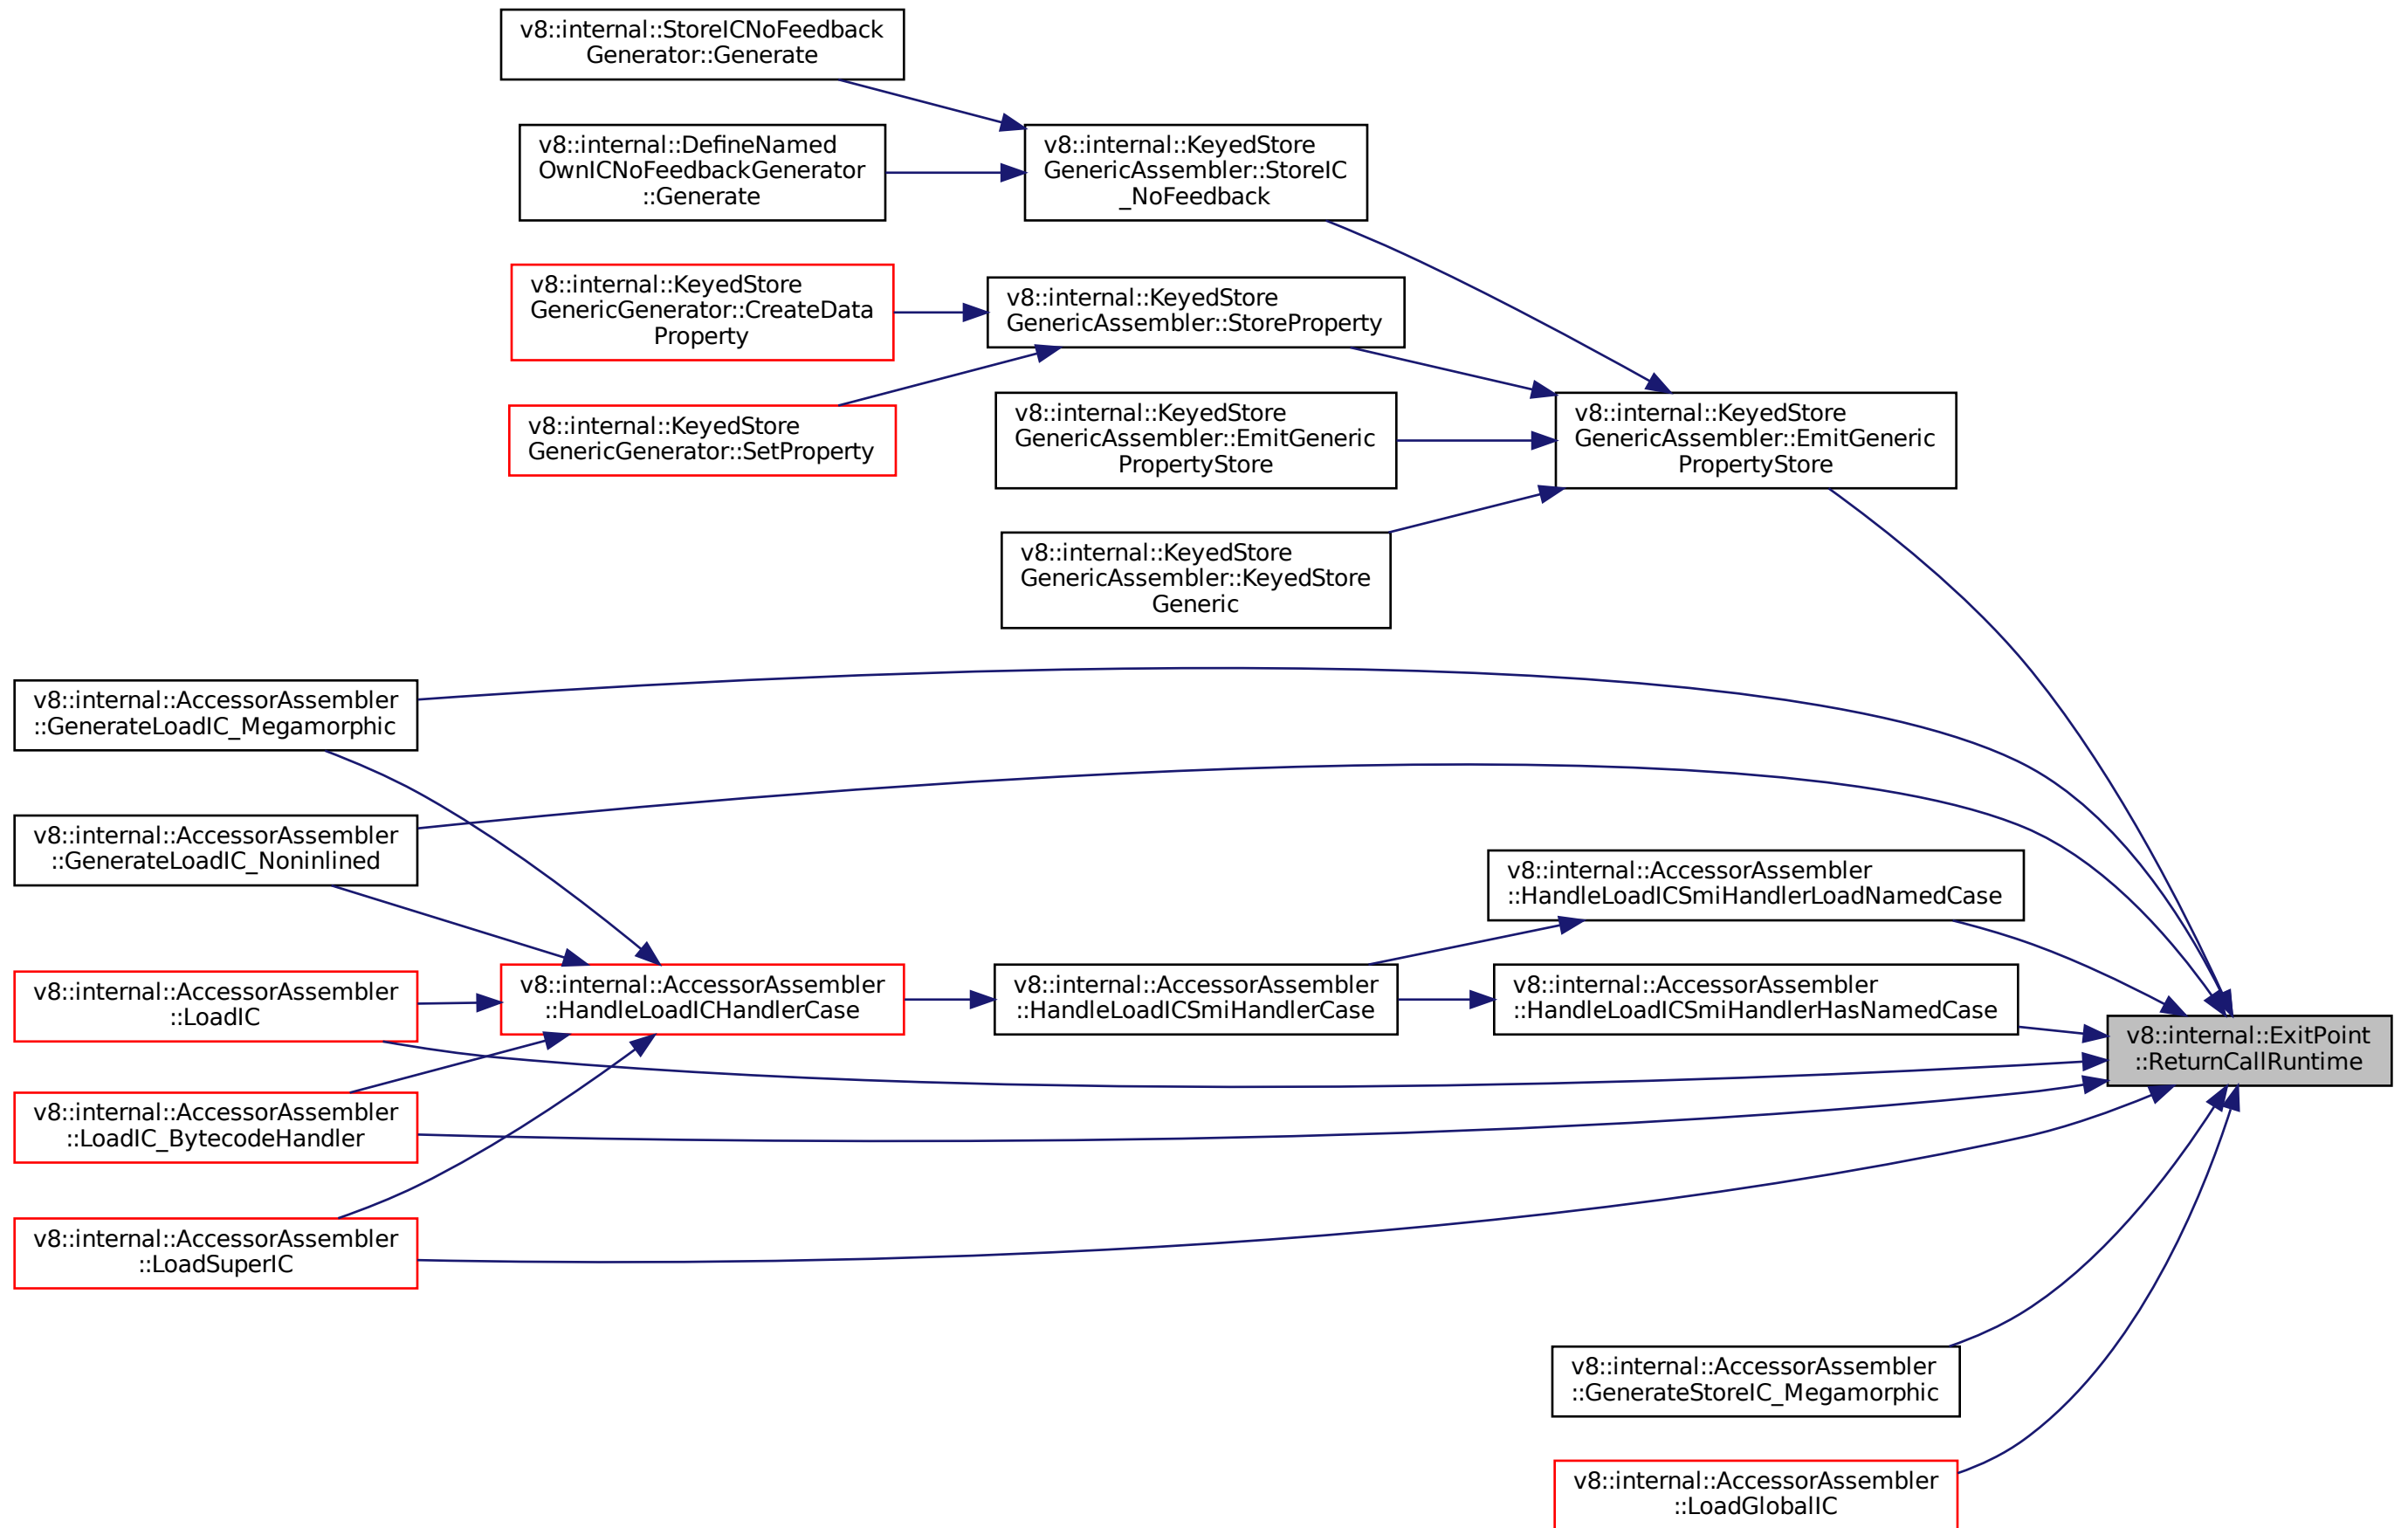 v8::internal::StoreICNoFeedback
Generator::Generate
v8::internal::DefineNamed
OwnICNoFeedbackGenerator
::Generate
v8::internal::KeyedStore
GenericAssembler::StoreIC
_NoFeedback
v8::internal::KeyedStore
GenericGenerator::CreateData
Property
v8::internal::KeyedStore
GenericAssembler::StoreProperty
v8::internal::KeyedStore
GenericGenerator::SetProperty
v8::internal::KeyedStore
GenericAssembler::EmitGeneric
PropertyStore
v8::internal::KeyedStore
GenericAssembler::EmitGeneric
PropertyStore
v8::internal::KeyedStore
GenericAssembler::KeyedStore
Generic
v8::internal::AccessorAssembler
::GenerateLoadIC_Megamorphic
v8::internal::AccessorAssembler
::GenerateLoadIC_Noninlined
v8::internal::AccessorAssembler
::HandleLoadICSmiHandlerLoadNamedCase
v8::internal::AccessorAssembler
::LoadIC
v8::internal::AccessorAssembler
::HandleLoadICHandlerCase
v8::internal::AccessorAssembler
::HandleLoadICSmiHandlerCase
v8::internal::AccessorAssembler
::HandleLoadICSmiHandlerHasNamedCase
v8::internal::ExitPoint
::ReturnCallRuntime
v8::internal::AccessorAssembler
::LoadIC_BytecodeHandler
v8::internal::AccessorAssembler
::LoadSuperIC
v8::internal::AccessorAssembler
::GenerateStoreIC_Megamorphic
v8::internal::AccessorAssembler
::LoadGlobalIC